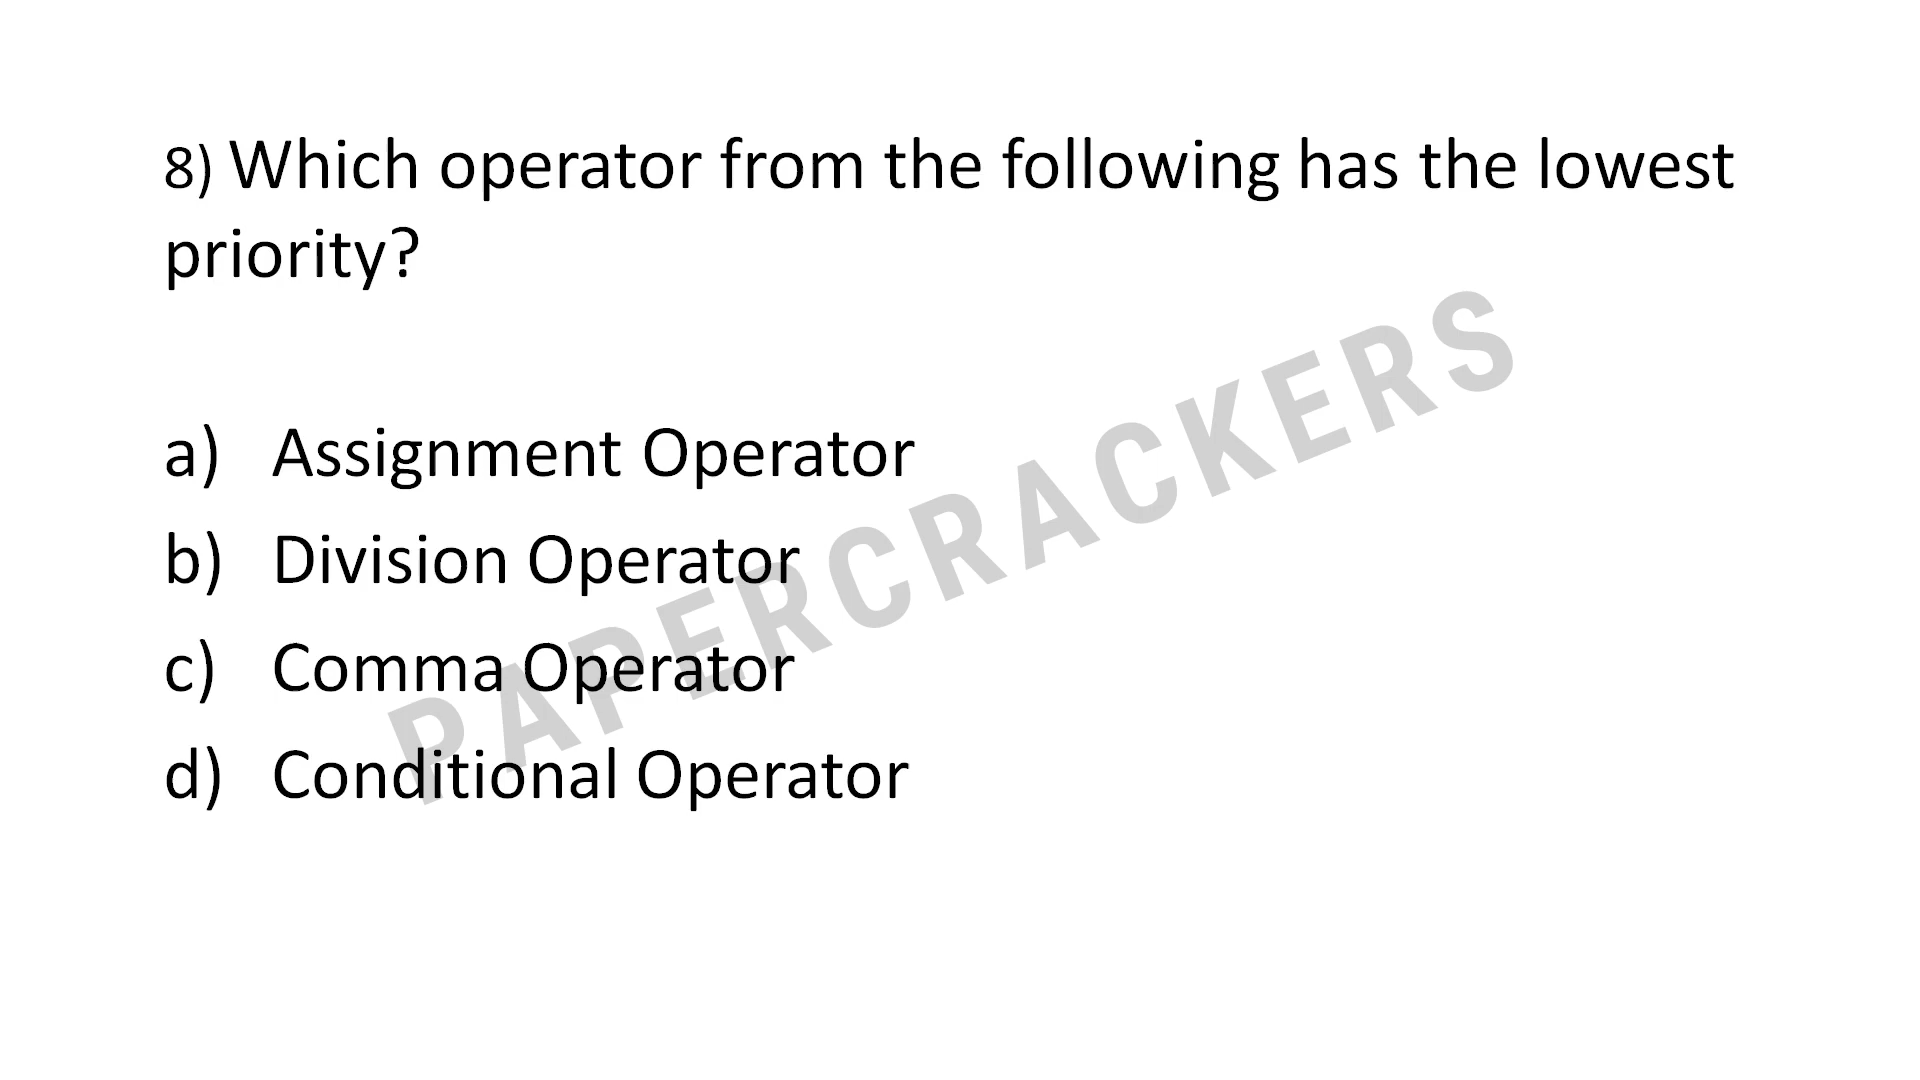 8) Which operator from the following has the lowest
priority?
a) Assignment Operator
b) Division Operator
c) Comma Operator
d) Conditional Operator
PAPERCRACKERS